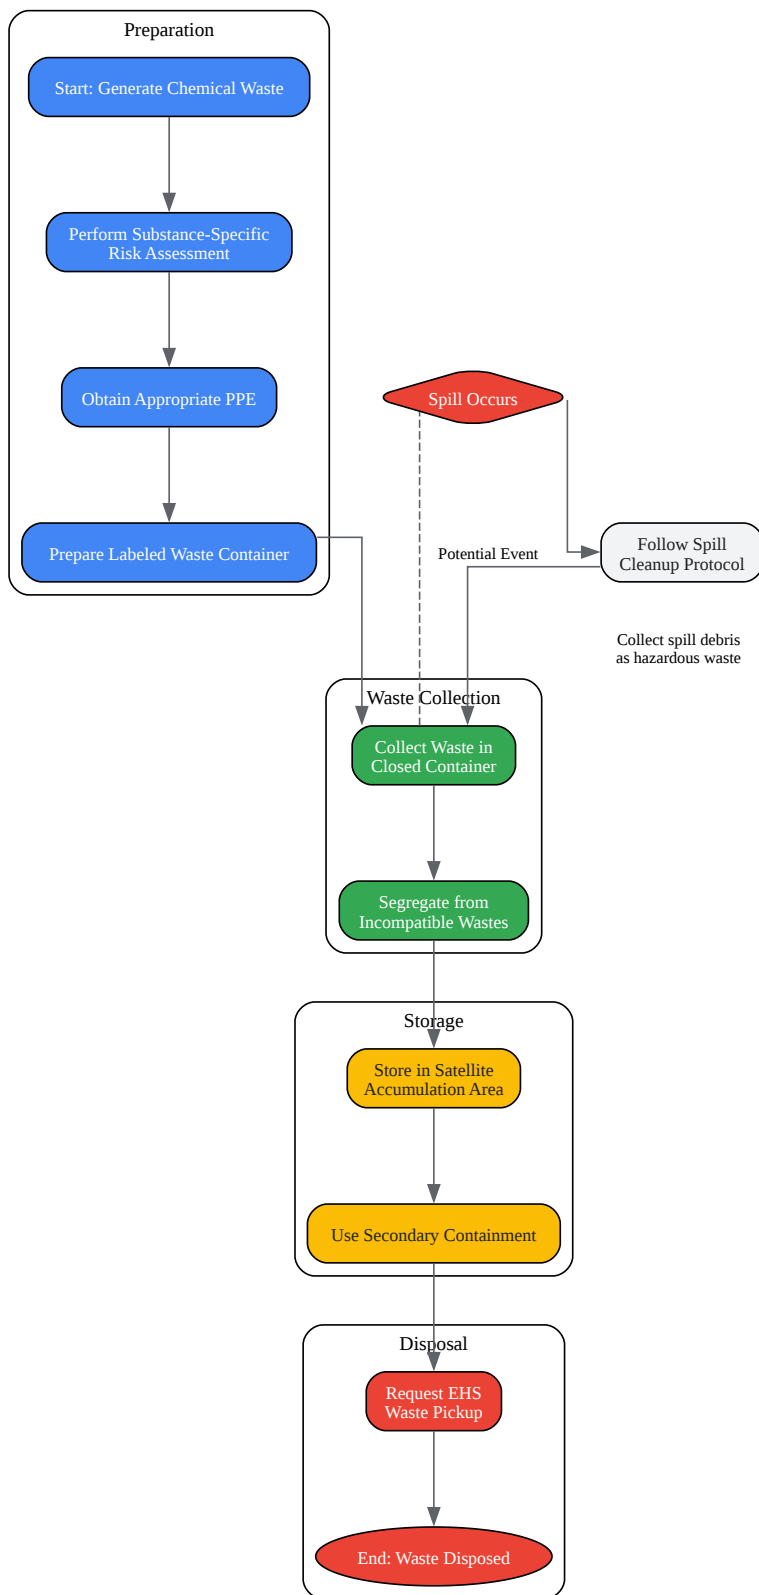 Preparation
Start: Generate Chemical Waste
Perform Substance-Specific
Risk Assessment
Obtain Appropriate PPE
Spill Occurs
Prepare Labeled Waste Container
Potential Event
Follow Spill
Cleanup Protocol
Collect spill debris
as hazardous waste
Waste Collection
Collect Waste in
Closed Container
Segregate from
Incompatible Wastes
Storage
Store in Satellite
Accumulation Area
Use Secondary Containment
Disposal
Request EHS
Waste Pickup
End: Waste Disposed